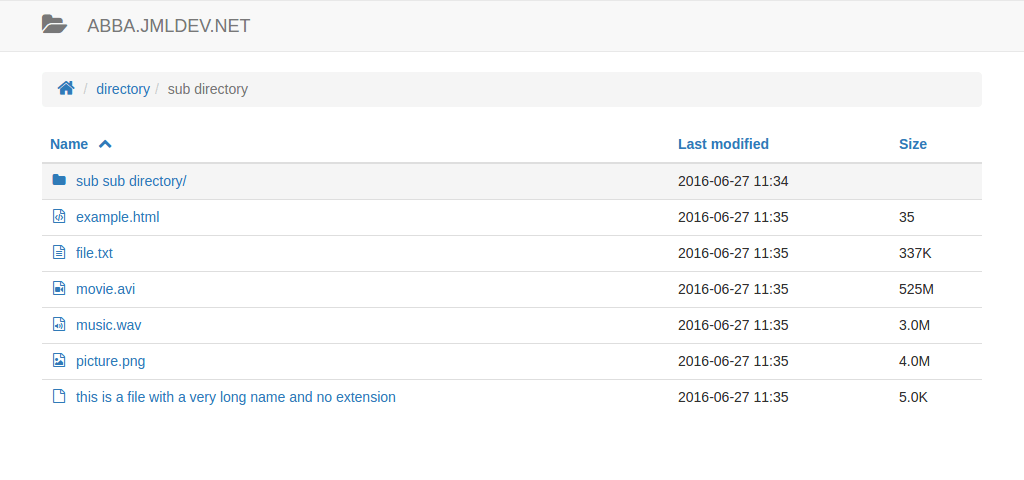 ABBA.JMLDEV.NET
/ directory / sub directory
Name Last modified Size
sub sub directory/ 2016-06-27 11:34
example.html 2016-06-27 11:35 35
file.txt 2016-06-27 11:35 337K
movie.avi 2016-06-27 11:35 525M
music.wav 2016-06-27 11:35 3.0M
picture.png 2016-06-27 11:35 4.0M
this is a file with a very long name and no extension 2016-06-27 11:35 5.0K